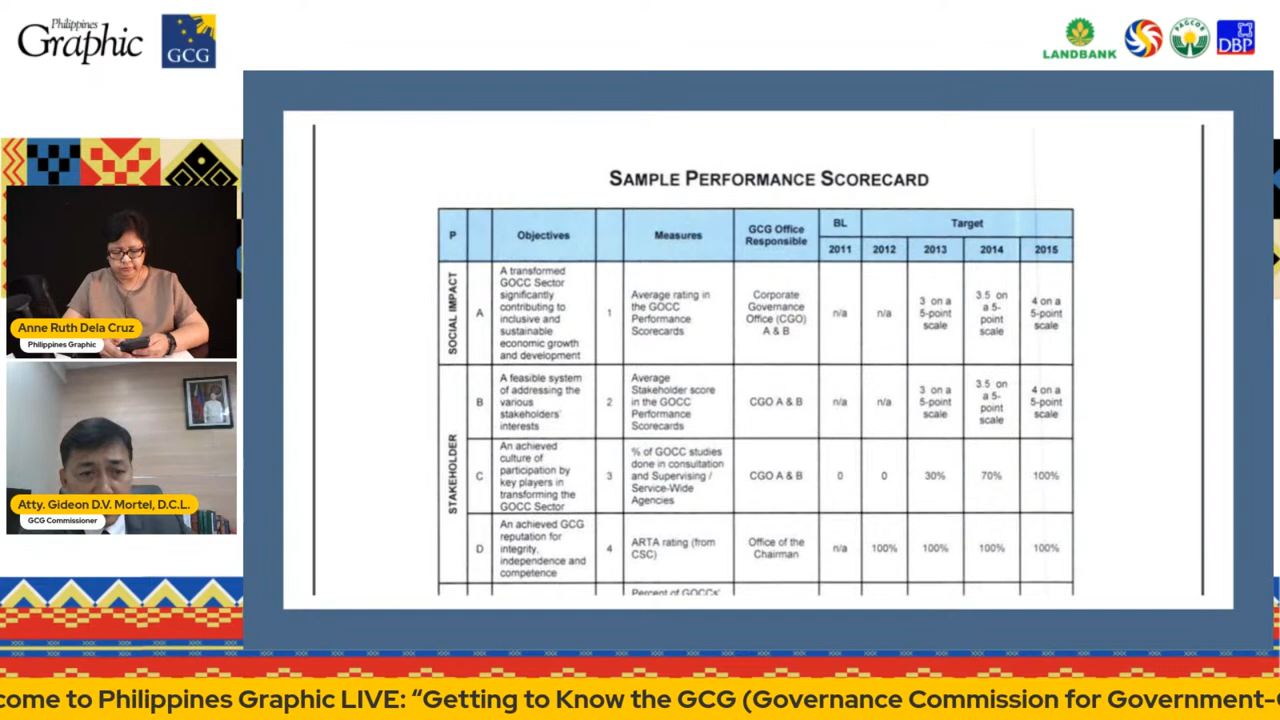 Philippines
Graphic
GCG
LANDBANK
PAGCOR
DBP
SAMPLE PERFORMANCE SCORECARD
P
Objectives
Measures
GCG Office
Responsible
BL
Target
2011
2012
2013
2014
2015
SOCIAL IMPACT
A
A transformed
GOCC Sector
significantly
contributing to
inclusive and
sustainable
economic growth
and development
1
Average rating in
the GOCC
Performance
Scorecards
Corporate
Governance
Office (CGO)
A & B
n/a
n/a
3 on a
5-point
scale
3.5 on
a 5-
point
scale
4 on a
5-point
scale
STAKEHOLDER
B
A feasible system
of addressing the
various
stakeholders'
interests
2
Average
Stakeholder score
in the GOCC
Performance
Scorecards
CGO A & B
n/a
n/a
3 on a
5-point
scale
3.5 on
a 5-
point
scale
4 on a
5-point
scale
C
An achieved
culture of
participation by
key players in
transforming the
GOCC Sector
3
% of GOCC studies
done in consultation
and Supervising /
Service-Wide
Agencies
CGO A & B
0
0
30%
70%
100%
D
An achieved GCG
reputation for
integrity,
independence and
competence
4
ARTA rating (from
CSC)
Office of the
Chairman
n/a
100%
100%
100%
100%
Percent of GOCCs'
Anne Ruth Dela Cruz
Philippines Graphic
Atty. Gideon D.V. Mortel, D.C.L.
GCG Commissioner
come to Philippines Graphic LIVE: “Getting to Know the GCG (Governance Commission for Government-